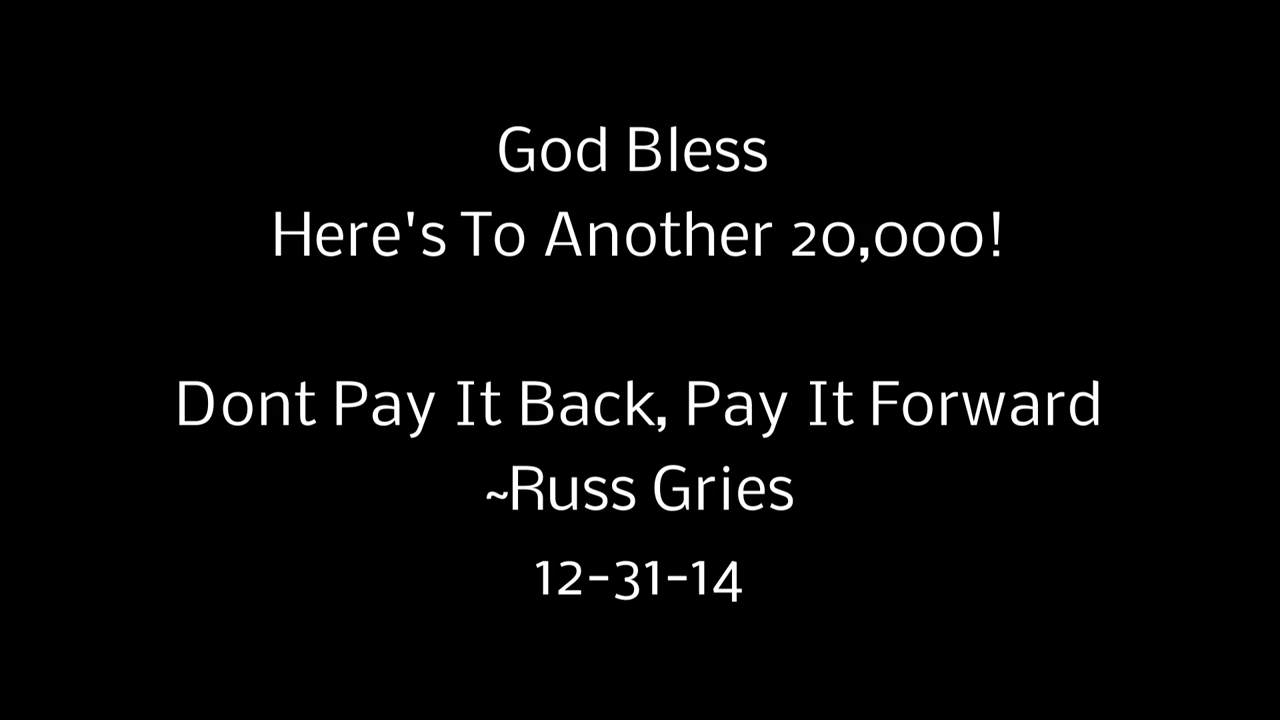 God Bless
Here's To Another 20,000!
Dont Pay It Back, Pay It Forward
~Russ Gries
12-31-14